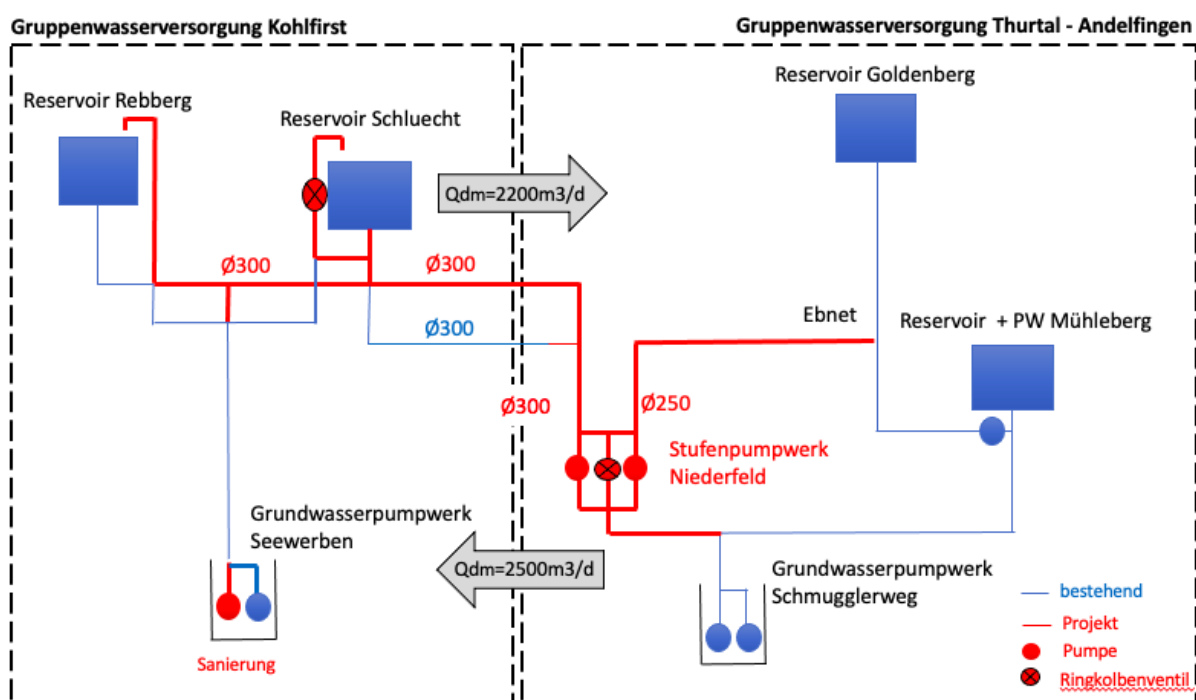 Gruppenwasserversorgung Kohlfirst
Gruppenwasserversorgung Thurtal - Andelfingen
Reservoir Rebberg
Reservoir Schluecht
Reservoir Goldenberg
Qdm=2200m3/d
Ø300
Ø300
Ø300
Ebnet
Reservoir + PW Mühleberg
Ø300
Ø250
Stufenpumpwerk
Niederfeld
Grundwasserpumpwerk
Seewerben
Qdm=2500m3/d
Grundwasserpumpwerk
Schmugglerweg
Sanierung
bestehend
Projekt
Pumpe
Ringkolbenventil